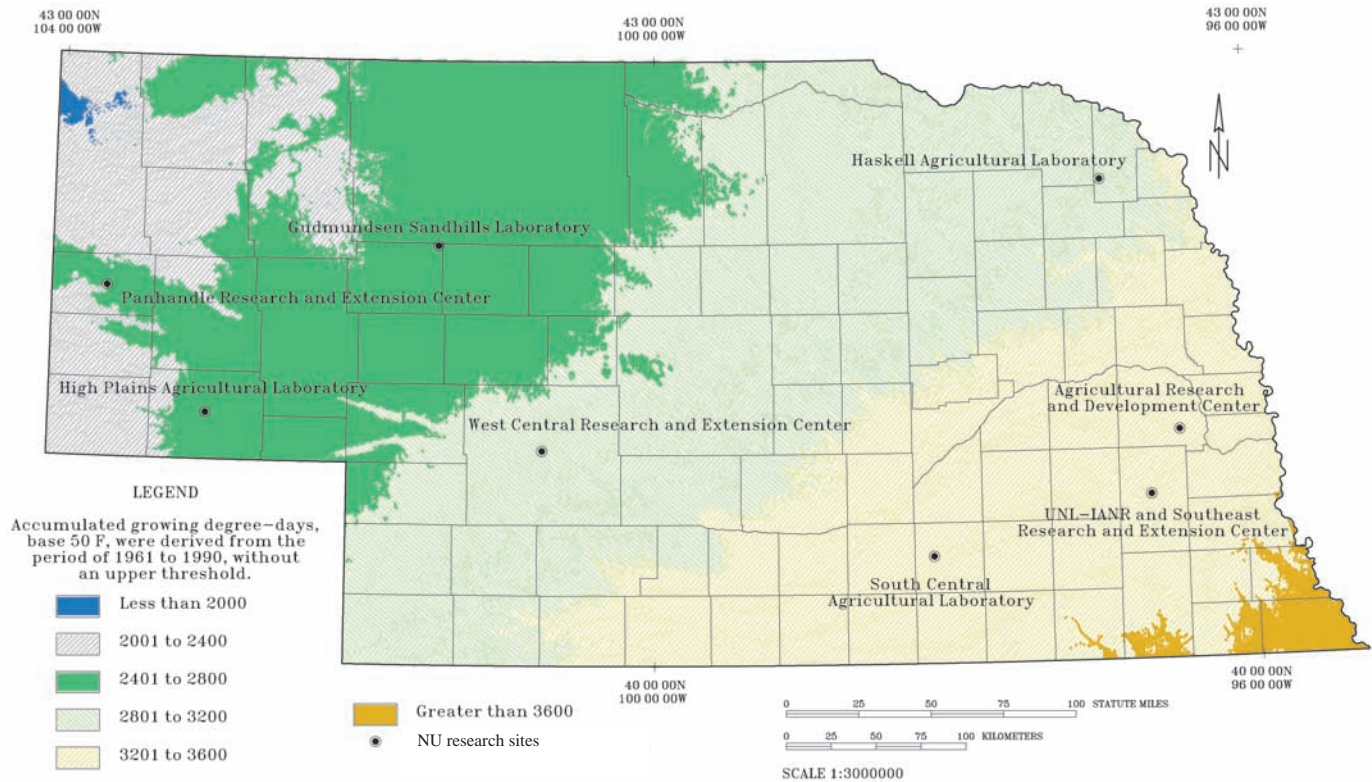 43 00 00N
104 00 00W
43 00 00N
100 00 00W
43 00 00N
96 00 00W
N
Haskell Agricultural Laboratory
Gudmundsen Sandhills Laboratory
Panhandle Research and Extension Center
High Plains Agricultural Laboratory
Agricultural Research
and Development Center
West Central Research and Extension Center
UNL-IANR and Southeast
Research and Extension Center
South Central
Agricultural Laboratory
LEGEND
Accumulated growing degree-days,
base 50 F, were derived from the
period of 1961 to 1990, without
an upper threshold.
Less than 2000
2001 to 2400
2401 to 2800
2801 to 3200
3201 to 3600
Greater than 3600
NU research sites
40 00 00N
100 00 00W
40 00 00N
96 00 00W
0 25 50 75 100 STATUTE MILES
0 25 50 75 100 KILOMETERS
SCALE 1:3000000